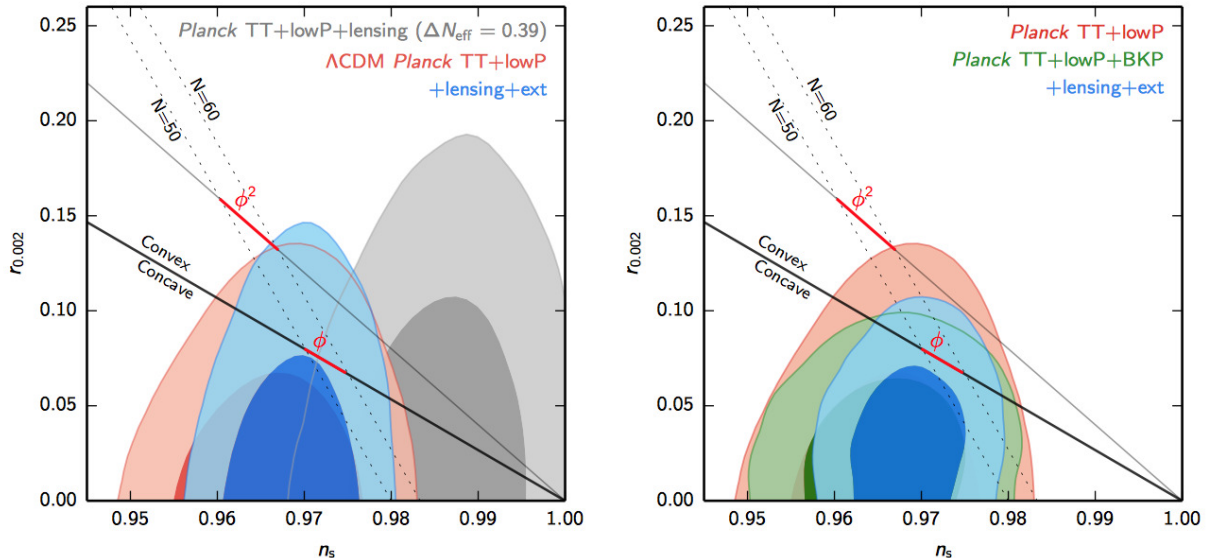 Planck TT+lowP+lensing (ΔN_eff = 0.39)
ΛCDM Planck TT+lowP
+lensing+ext
N=60
N=50
ϕ²
Convex
Concave
ϕ
0.25
0.20
0.15
0.10
0.05
0.00
r_0.002
0.95
0.96
0.97
0.98
0.99
1.00
n_s
Planck TT+lowP
Planck TT+lowP+BKP
+lensing+ext
N=60
N=50
ϕ²
Convex
Concave
ϕ
0.25
0.20
0.15
0.10
0.05
0.00
r_0.002
0.95
0.96
0.97
0.98
0.99
1.00
n_s